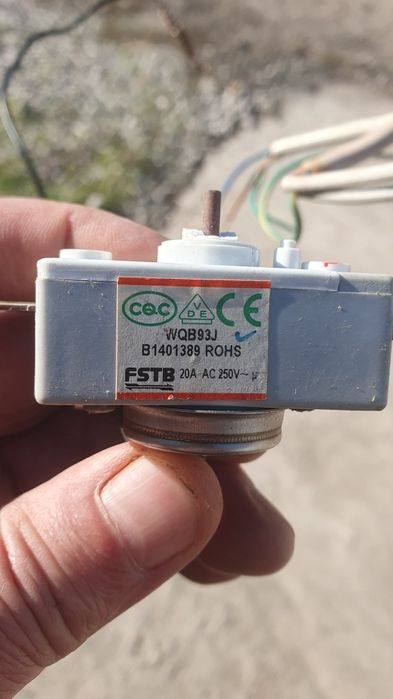 CQC VDE CE
WQB93J
B1401389 ROHS
FSTB 20A AC 250V~ µ